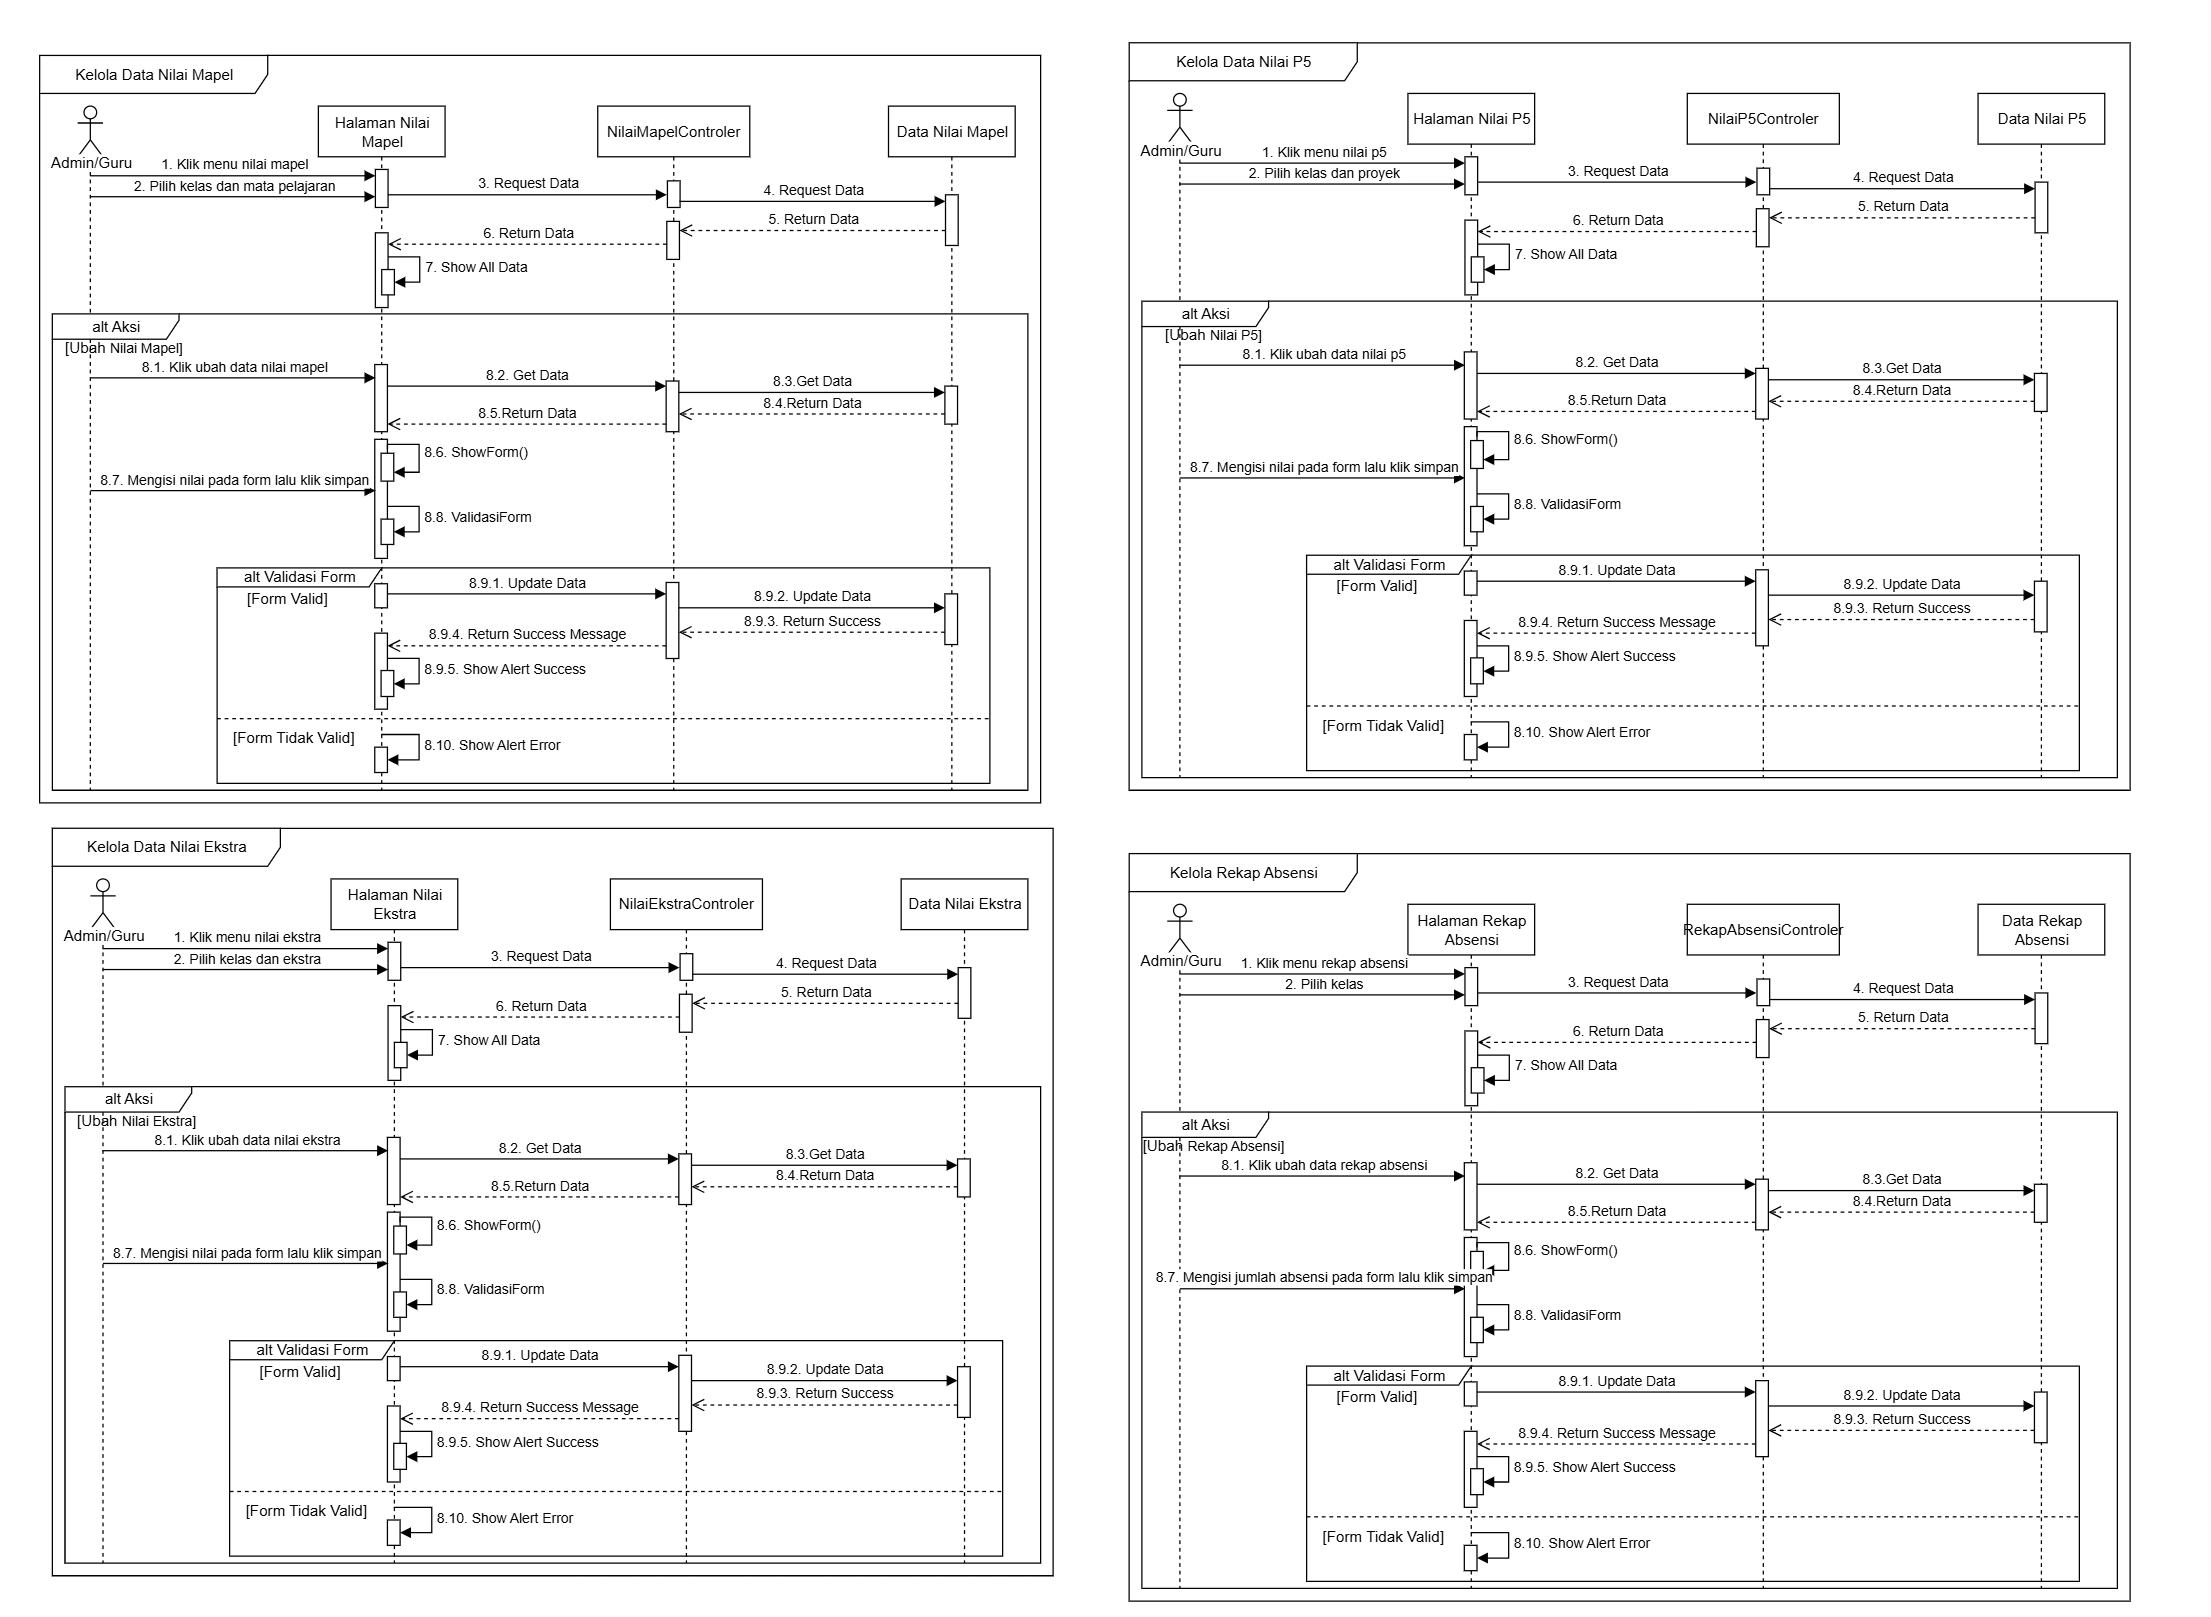 Kelola Data Nilai Mapel
Admin/Guru
Halaman Nilai
Mapel
NilaiMapelControler
Data Nilai Mapel
1. Klik menu nilai mapel
2. Pilih kelas dan mata pelajaran
3. Request Data
4. Request Data
5. Return Data
6. Return Data
7. Show All Data
alt Aksi
[Ubah Nilai Mapel]
8.1. Klik ubah data nilai mapel
8.2. Get Data
8.3.Get Data
8.4.Return Data
8.5.Return Data
8.6. ShowForm()
8.7. Mengisi nilai pada form lalu klik simpan
8.8. ValidasiForm
alt Validasi Form
[Form Valid]
8.9.1. Update Data
8.9.2. Update Data
8.9.3. Return Success
8.9.4. Return Success Message
8.9.5. Show Alert Success
[Form Tidak Valid]
8.10. Show Alert Error
Kelola Data Nilai P5
Admin/Guru
Halaman Nilai P5
NilaiP5Controler
Data Nilai P5
1. Klik menu nilai p5
2. Pilih kelas dan proyek
3. Request Data
4. Request Data
5. Return Data
6. Return Data
7. Show All Data
alt Aksi
[Ubah Nilai P5]
8.1. Klik ubah data nilai p5
8.2. Get Data
8.3.Get Data
8.4.Return Data
8.5.Return Data
8.6. ShowForm()
8.7. Mengisi nilai pada form lalu klik simpan
8.8. ValidasiForm
alt Validasi Form
[Form Valid]
8.9.1. Update Data
8.9.2. Update Data
8.9.3. Return Success
8.9.4. Return Success Message
8.9.5. Show Alert Success
[Form Tidak Valid]
8.10. Show Alert Error
Kelola Data Nilai Ekstra
Admin/Guru
Halaman Nilai
Ekstra
NilaiEkstraControler
Data Nilai Ekstra
1. Klik menu nilai ekstra
2. Pilih kelas dan ekstra
3. Request Data
4. Request Data
5. Return Data
6. Return Data
7. Show All Data
alt Aksi
[Ubah Nilai Ekstra]
8.1. Klik ubah data nilai ekstra
8.2. Get Data
8.3.Get Data
8.4.Return Data
8.5.Return Data
8.6. ShowForm()
8.7. Mengisi nilai pada form lalu klik simpan
8.8. ValidasiForm
alt Validasi Form
[Form Valid]
8.9.1. Update Data
8.9.2. Update Data
8.9.3. Return Success
8.9.4. Return Success Message
8.9.5. Show Alert Success
[Form Tidak Valid]
8.10. Show Alert Error
Kelola Rekap Absensi
Admin/Guru
Halaman Rekap
Absensi
RekapAbsensiControler
Data Rekap
Absensi
1. Klik menu rekap absensi
2. Pilih kelas
3. Request Data
4. Request Data
5. Return Data
6. Return Data
7. Show All Data
alt Aksi
[Ubah Rekap Absensi]
8.1. Klik ubah data rekap absensi
8.2. Get Data
8.3.Get Data
8.4.Return Data
8.5.Return Data
8.6. ShowForm()
8.7. Mengisi jumlah absensi pada form lalu klik simpan
8.8. ValidasiForm
alt Validasi Form
[Form Valid]
8.9.1. Update Data
8.9.2. Update Data
8.9.3. Return Success
8.9.4. Return Success Message
8.9.5. Show Alert Success
[Form Tidak Valid]
8.10. Show Alert Error